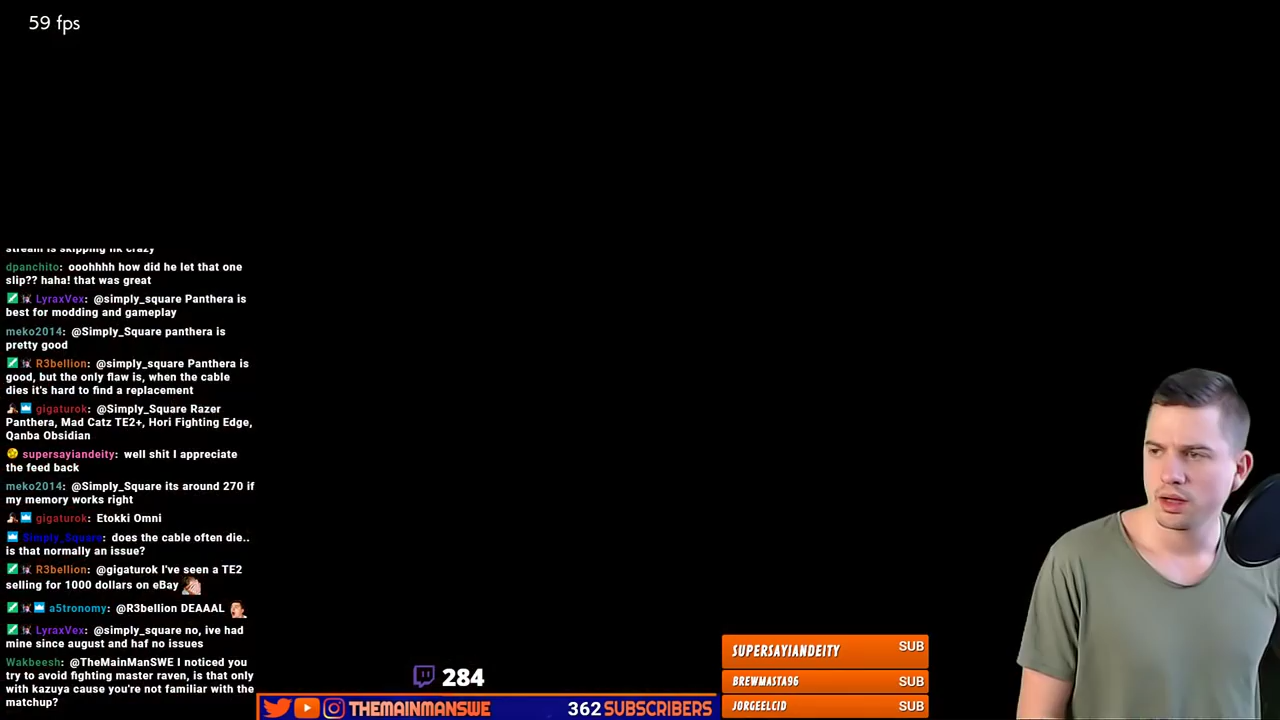 59 fps
stream is skipping nk crazy
dpanchito: ooohhhh how did he let that one
slip?? haha! that was great
LyraxVex: @simply_square Panthera is
best for modding and gameplay
meko2014: @Simply_Square panthera is
pretty good
R3bellion: @simply_square Panthera is
good, but the only flaw is, when the cable
dies it's hard to find a replacement
gigaturok: @Simply_Square Razer
Panthera, Mad Catz TE2+, Hori Fighting Edge,
Qanba Obsidian
supersayiandeity: well shit I appreciate
the feed back
meko2014: @Simply_Square its around 270 if
my memory works right
gigaturok: Etokki Omni
Simply_Square: does the cable often die..
is that normally an issue?
R3bellion: @gigaturok I've seen a TE2
selling for 1000 dollars on eBay
a5tronomy: @R3bellion DEAAAL
LyraxVex: @simply_square no, ive had
mine since august and haf no issues
Wakbeesh: @TheMainManSWE I noticed you
try to avoid fighting master raven, is that only
with kazuya cause you're not familiar with the
matchup?
284
THEMAINMANSWE 362 SUBSCRIBERS
SUPERSAYIANDEITY SUB
BREWMASTA96 SUB
JORGEELCID SUB